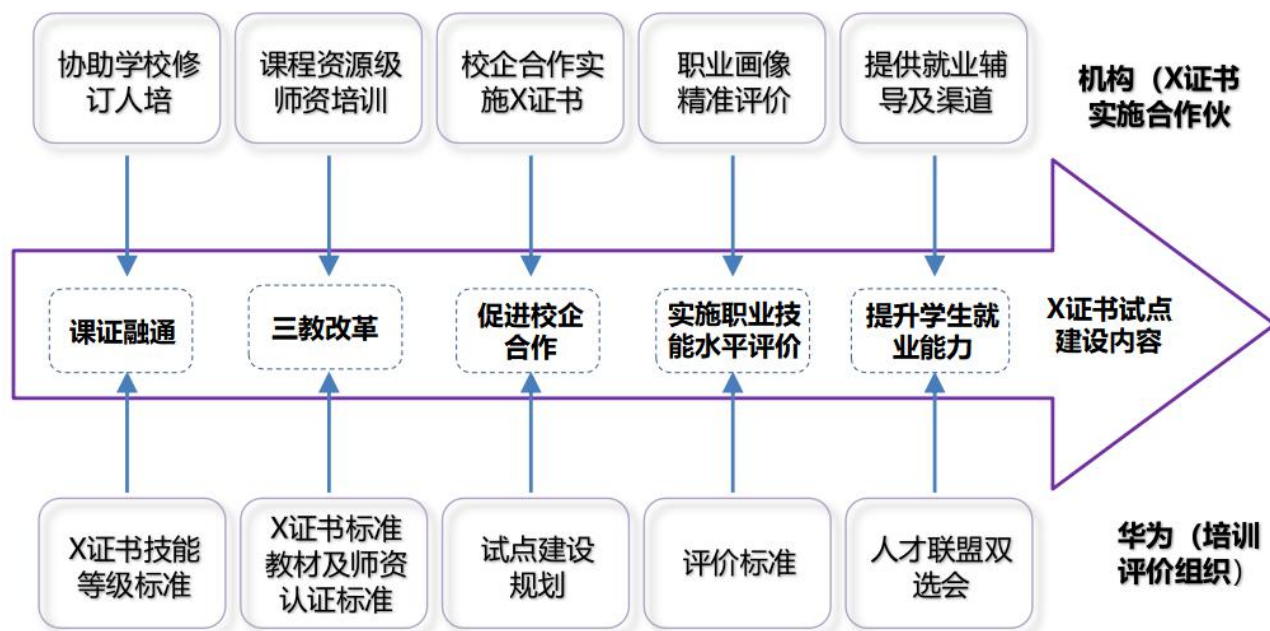 协助学校修
订人培
课程资源级
师资培训
校企合作实
施X证书
职业画像
精准评价
提供就业辅
导及渠道
机构（X证书
实施合作伙
课证融通
三教改革
促进校企
合作
实施职业技
能水平评价
提升学生就
业能力
X证书试点
建设内容
X证书技能
等级标准
X证书标准
教材及师资
认证标准
试点建设
规划
评价标准
人才联盟双
选会
华为（培训
评价组织）